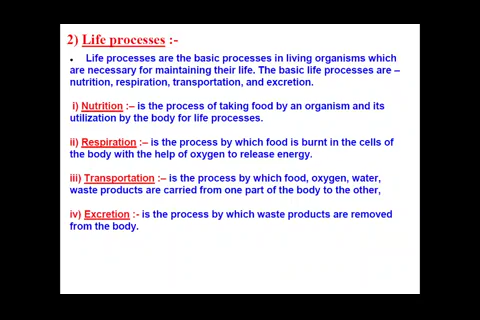 2) Life processes :-
• Life processes are the basic processes in living organisms which
are necessary for maintaining their life. The basic life processes are –
nutrition, respiration, transportation, and excretion.
i) Nutrition :– is the process of taking food by an organism and its
utilization by the body for life processes.
ii) Respiration :– is the process by which food is burnt in the cells of
the body with the help of oxygen to release energy.
iii) Transportation :– is the process by which food, oxygen, water,
waste products are carried from one part of the body to the other,
iv) Excretion :- is the process by which waste products are removed
from the body.